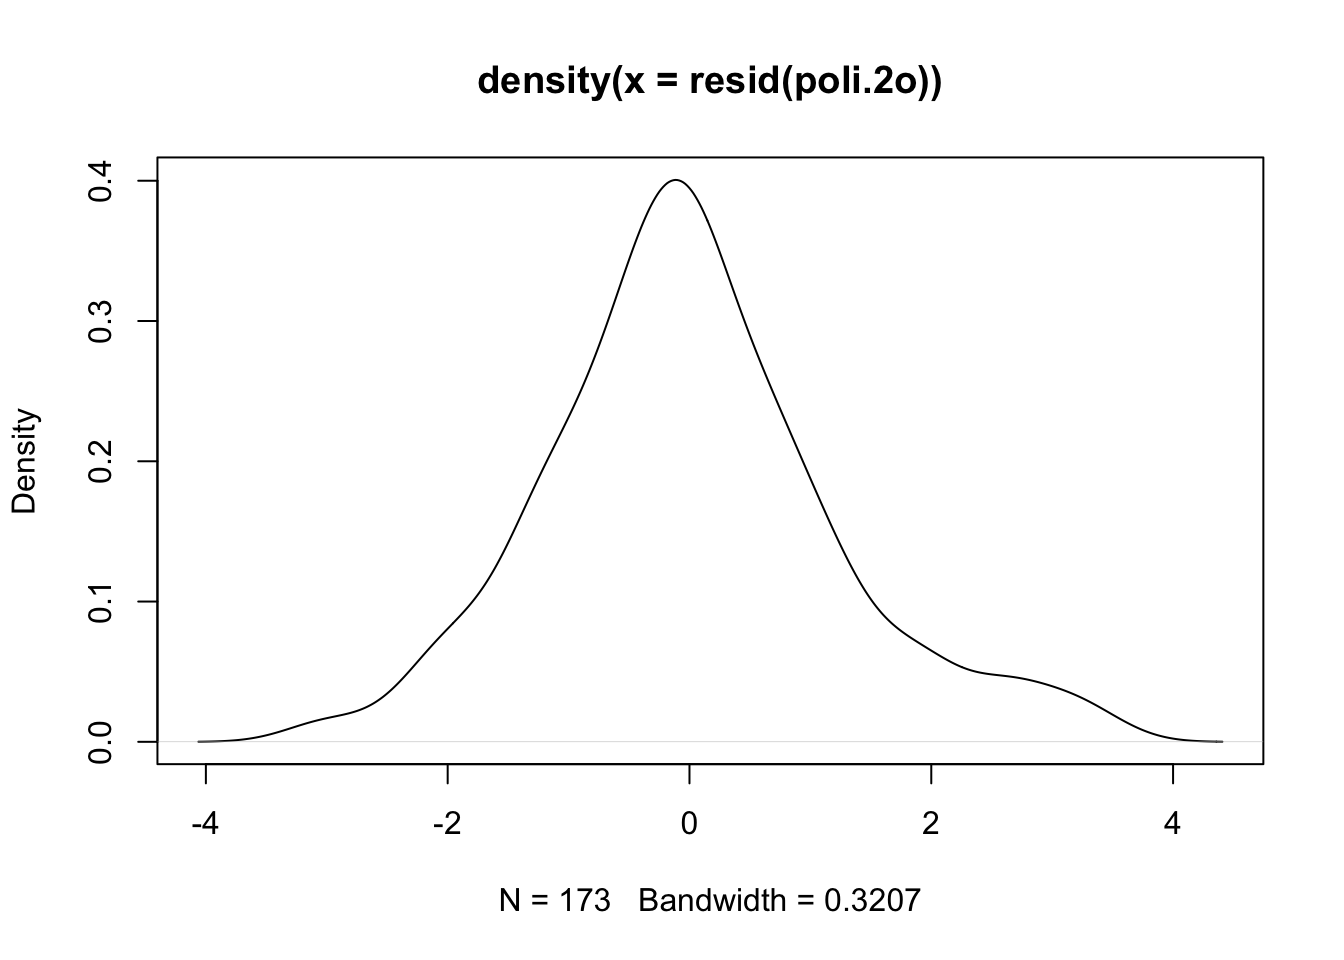 density(x = resid(poli.2o))
Density
0.4
0.3
0.2
0.1
0.0
-4 -2 0 2 4
N = 173 Bandwidth = 0.3207